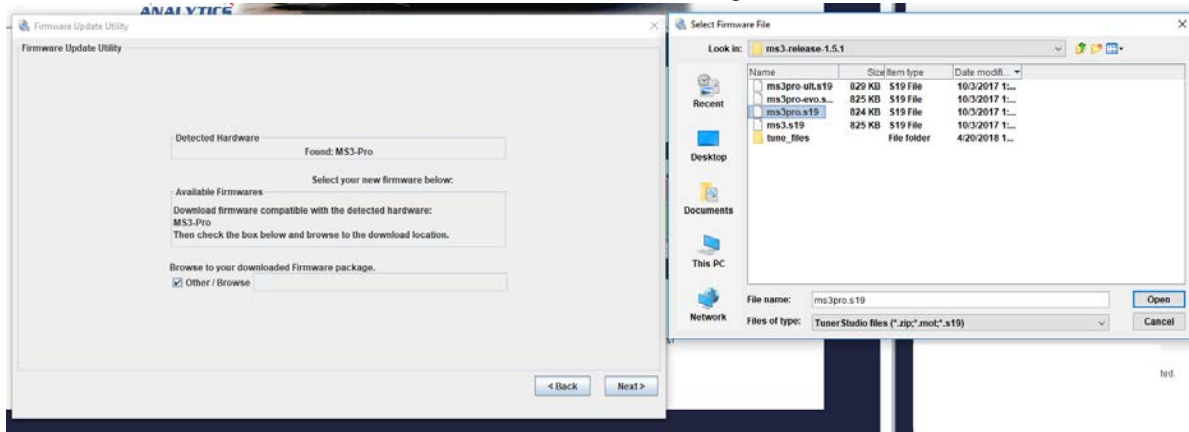 ANALYTICS
Firmware Update Utility
Firmware Update Utility
Detected Hardware
Found: MS3-Pro
Select your new firmware below:
Available Firmwares
Download firmware compatible with the detected hardware:
MS3-Pro
Then check the box below and browse to the download location.
Browse to your downloaded Firmware package.
Other / Browse
< Back Next >
Select Firmware File
Look in: ms3-release-1.5.1
Name Size Item type Date modifi...
ms3pro-ult.s19 829 KB S19 File 10/3/2017 1:...
ms3pro-evo.s... 825 KB S19 File 10/3/2017 1:...
ms3pro.s19 824 KB S19 File 10/3/2017 1:...
ms3.s19 825 KB S19 File 10/3/2017 1:...
tune_files File folder 4/20/2018 1...
Recent
Desktop
Documents
This PC
Network
File name: ms3pro.s19 Open
Files of type: TunerStudio files (*.zip;*.mot;*.s19) Cancel
ted.